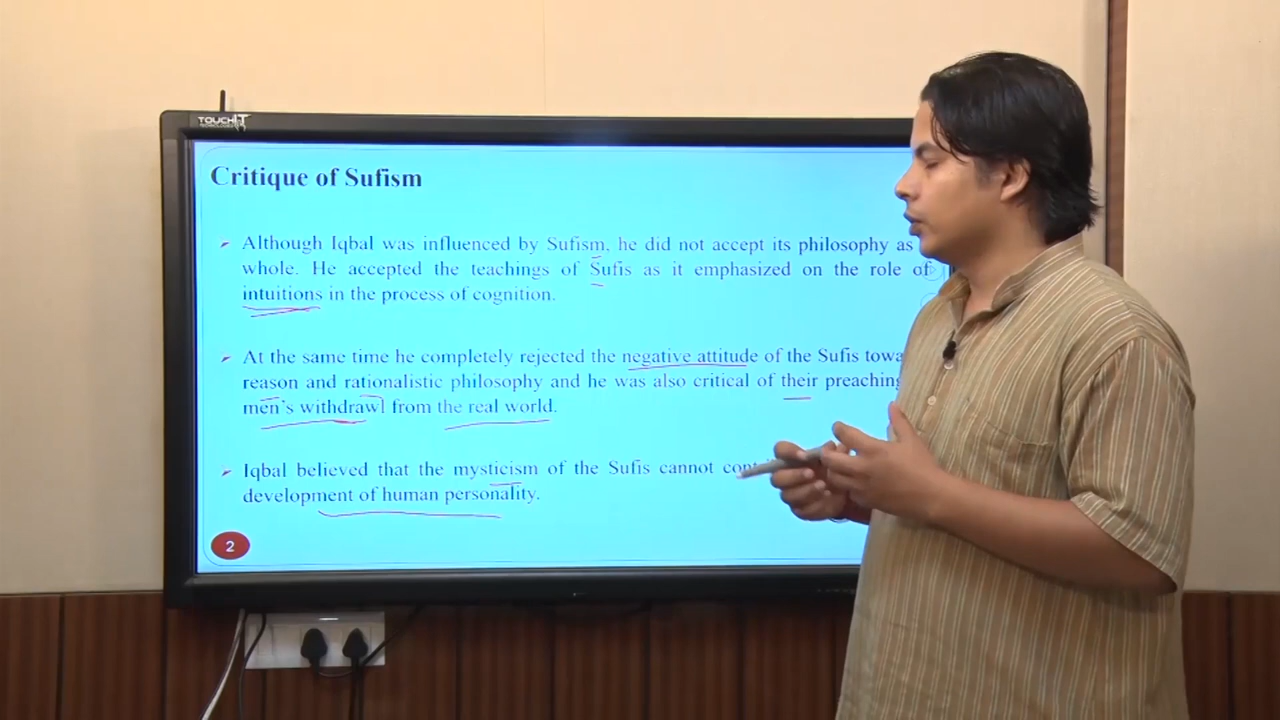 TOUCHIT
TECHNOLOGIES
Critique of Sufism
Although Iqbal was influenced by Sufism, he did not accept its philosophy as
whole. He accepted the teachings of Sufis as it emphasized on the role of
intuitions in the process of cognition.
At the same time he completely rejected the negative attitude of the Sufis
reason and rationalistic philosophy and he was also critical of their preaching
men's withdrawl from the real world.
Iqbal believed that the mysticism of the Sufis cannot
development of human personality.
2